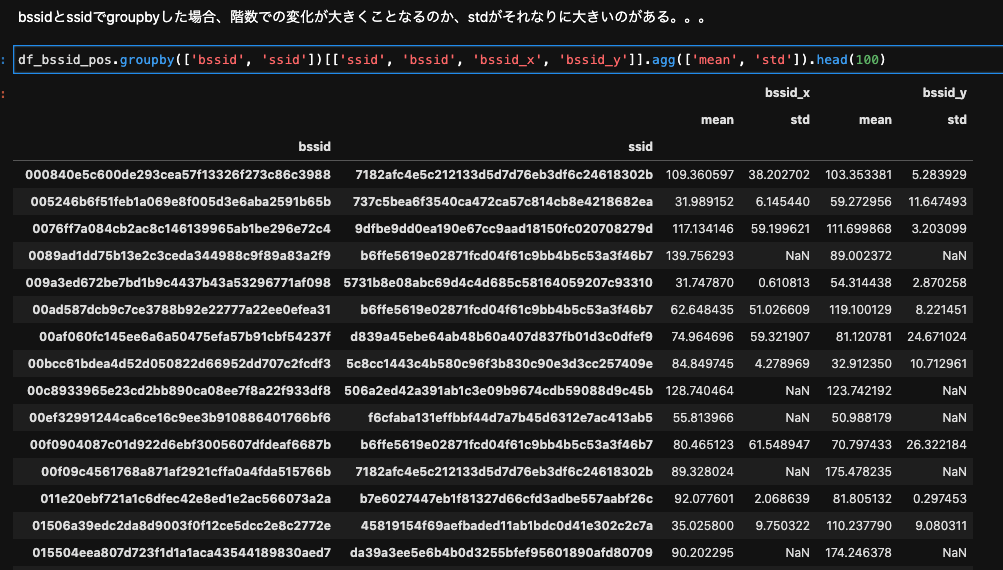 bssidとssidでgroupbyした場合、階数での変化が大きくことなるのか、stdがそれなりに大きいのがある。。。
: df_bssid_pos.groupby(['bssid', 'ssid'])[['ssid', 'bssid', 'bssid_x', 'bssid_y']].agg(['mean', 'std']).head(100)
: bssid_x bssid_y
mean std mean std
bssid ssid
000840e5c600de293cea57f13326f273c86c3988 7182afc4e5c212133d5d7d76eb3df6c24618302b 109.360597 38.202702 103.353381 5.283929
005246b6f51feb1a069e8f005d3e6aba2591b65b 737c5bea6f3540ca472ca57c814cb8e4218682ea 31.989152 6.145440 59.272956 11.647493
0076ff7a084cb2ac8c146139965ab1be296e72c4 9dfbe9dd0ea190e67cc9aad18150fc020708279d 117.134146 59.199621 111.699868 3.203099
0089ad1dd75b13e2c3ceda344988c9f89a83a2f9 b6ffe5619e02871fcd04f61c9bb4b5c53a3f46b7 139.756293 NaN 89.002372 NaN
009a3ed672be7bd1b9c4437b43a53296771af098 5731b8e08abc69d4c4d685c58164059207c93310 31.747870 0.610813 54.314438 2.870258
00ad587dcb9c7ce3788b92e22777a22ee0efea31 b6ffe5619e02871fcd04f61c9bb4b5c53a3f46b7 62.648435 51.026609 119.100129 8.221451
00af060fc145ee6a6a50475efa57b91cbf54237f d839a45ebe64ab48b60a407d837fb01d3c0dfef9 74.964696 59.321907 81.120781 24.671024
00bcc61bdea4d52d050822d66952dd707c2fcdf3 5c8cc1443c4b580c96f3b830c90e3d3cc257409e 84.849745 4.278969 32.912350 10.712961
00c8933965e23cd2bb890ca08ee7f8a22f933df8 506a2ed42a391ab1c3e09b9674cdb59088d9c45b 128.740464 NaN 123.742192 NaN
00ef32991244ca6ce16c9ee3b910886401766bf6 f6cfaba131effbbf44d7a7b45d6312e7ac413ab5 55.813966 NaN 50.988179 NaN
00f0904087c01d922d6ebf3005607dfdeaf6687b b6ffe5619e02871fcd04f61c9bb4b5c53a3f46b7 80.465123 61.548947 70.797433 26.322184
00f09c4561768a871af2921cffa0a4fda515766b 7182afc4e5c212133d5d7d76eb3df6c24618302b 89.328024 NaN 175.478235 NaN
011e20ebf721a1c6dfec42e8ed1e2ac566073a2a b7e6027447eb1f81327d66cfd3adbe557aabf26c 92.077601 2.068639 81.805132 0.297453
01506a39edc2da8d9003f0f12ce5dcc2e8c2772e 45819154f69aefbaded11ab1bdc0d41e302c2c7a 35.025800 9.750322 110.237790 9.080311
015504eea807d723f1d1a1aca43544189830aed7 da39a3ee5e6b4b0d3255bfef95601890afd80709 90.202295 NaN 174.246378 NaN